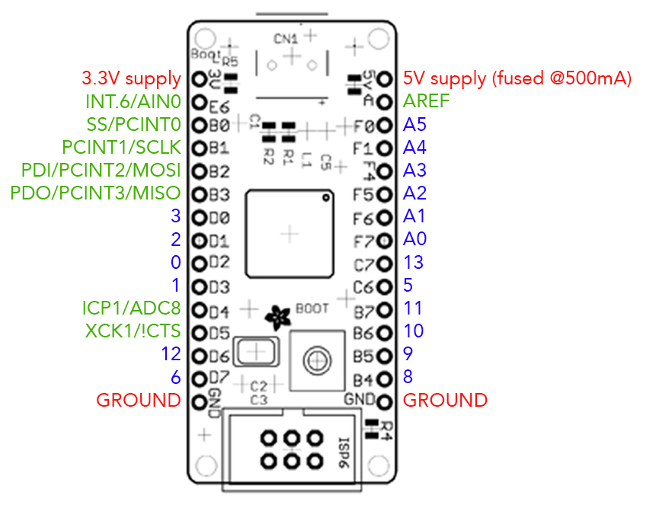 CN1
Boot
R5
3.3V supply 3V 5V 5V supply (fused @500mA)
INT.6/AIN0 E6 A AREF
SS/PCINT0 B0 C1 F0 A5
PCINT1/SCLK B1 R2 R1 L1 C5 F1 A4
PDI/PCINT2/MOSI B2 F4 A3
PDO/PCINT3/MISO B3 F5 A2
3 D0 F6 A1
2 D1 F7 A0
0 D2 C7 13
1 D3 C6 5
ICP1/ADC8 D4 BOOT B7 11
XCK1/!CTS D5 B6 10
12 D6 B5 9
6 D7 B4 8
C2
C3
GROUND GND GND GROUND
R4
ISP6